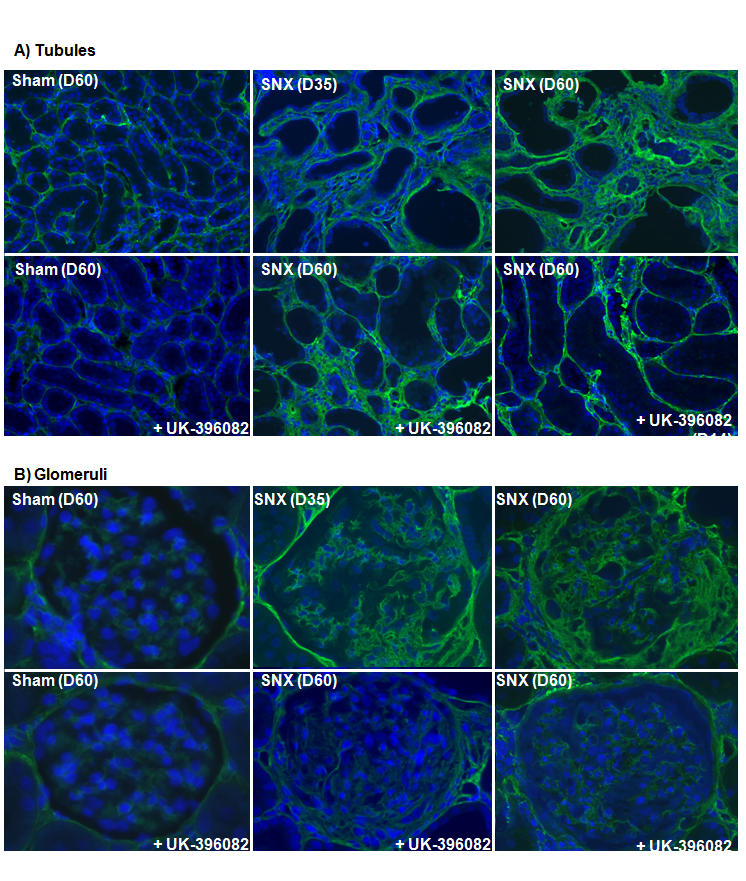 A) Tubules
Sham (D60)
SNX (D35)
SNX (D60)
Sham (D60)
+ UK-396082
SNX (D60)
+ UK-396082
SNX (D60)
+ UK-396082
B) Glomeruli
Sham (D60)
SNX (D35)
SNX (D60)
Sham (D60)
+ UK-396082
SNX (D60)
+ UK-396082
SNX (D60)
+ UK-396082